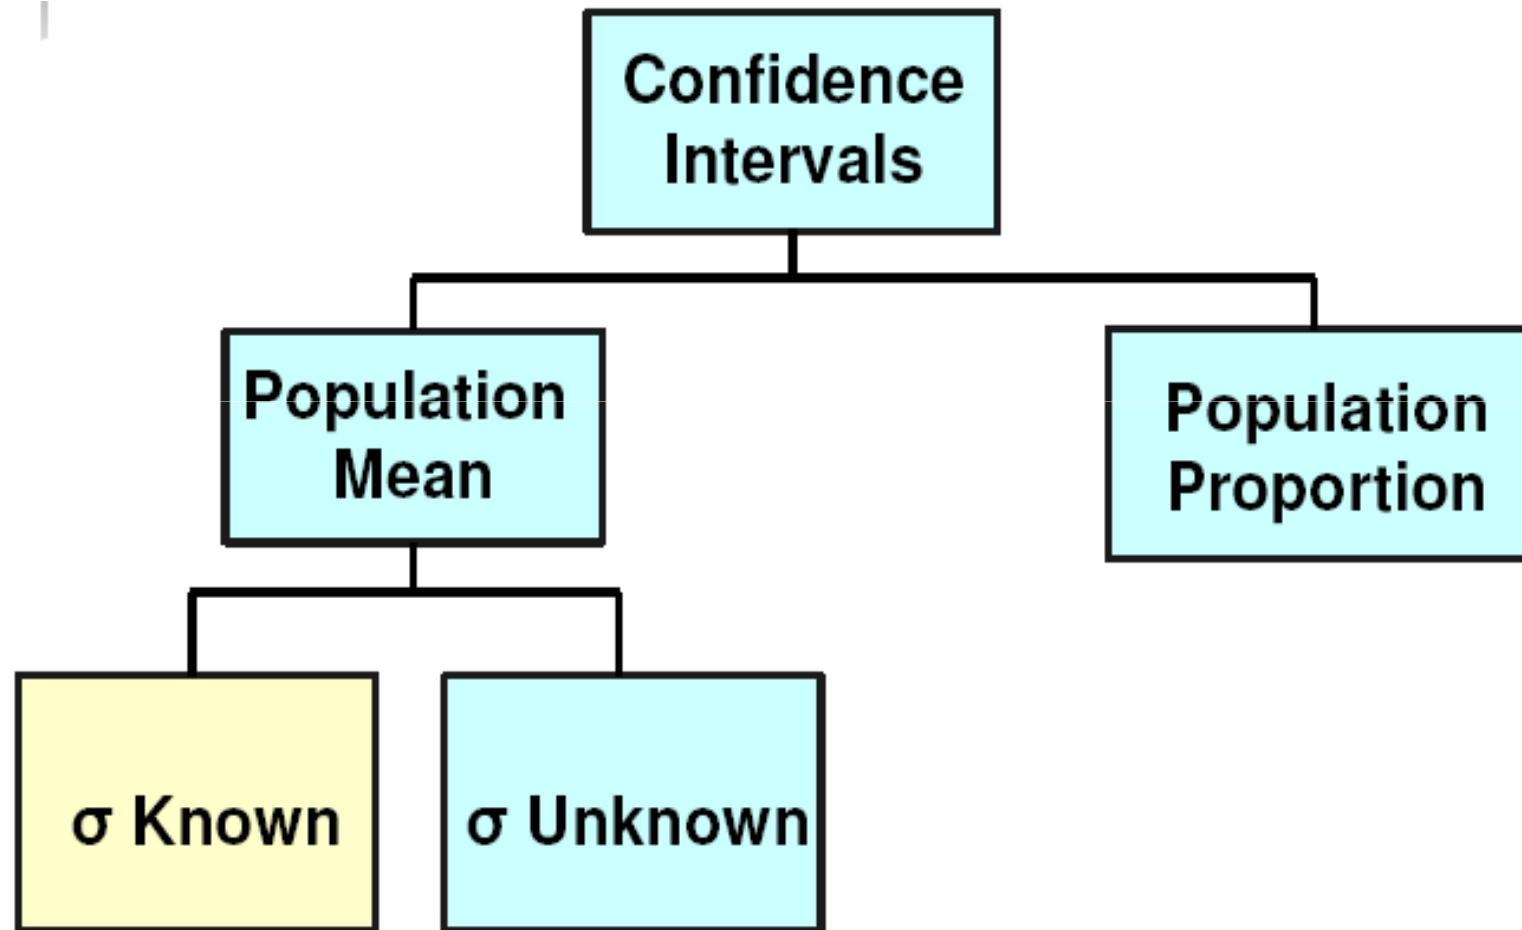 Confidence
Intervals
Population
Mean
Population
Proportion
σ Known
σ Unknown